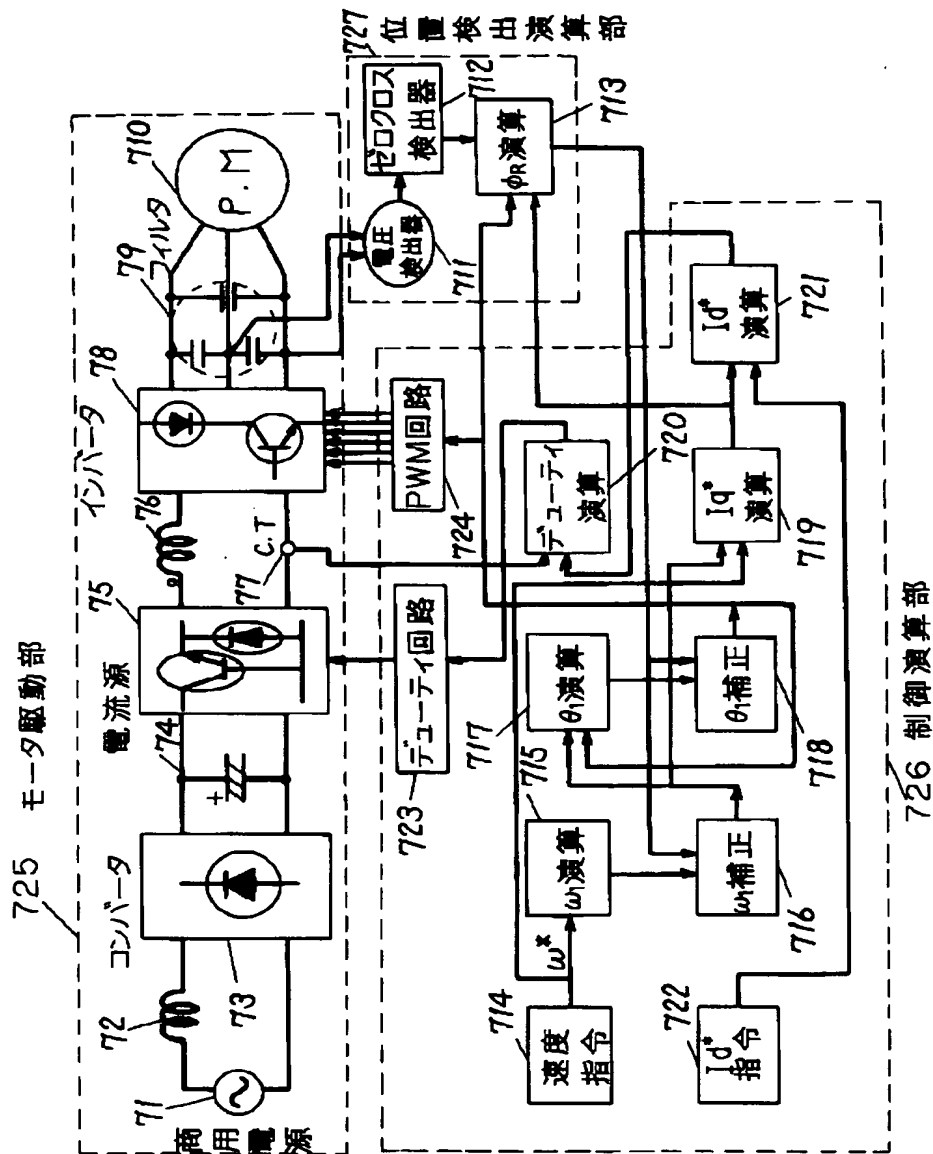 725 モータ駆動部
商用電源
71
72
コンバータ
73
電流源
74
+
75
76
C.T
77
インバータ
78
フィルタ
79
P.M
710
727
位置検出演算部
電圧
検出器
711
ゼロクロス
検出器
712
φR演算
713
デューティ回路
723
PWM回路
724
速度
指令
714
ω*
ω1演算
715
ω1補正
716
θ1演算
717
θ1補正
718
Iq*
演算
719
デューティ
演算
720
Id*
演算
721
Id*
指令
722
726 制御演算部